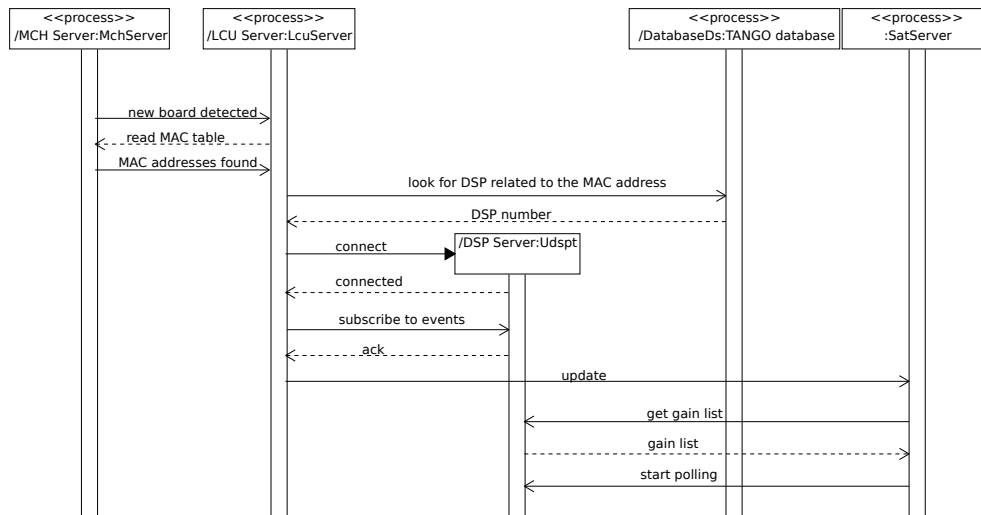 <<process>>
/MCH Server:MchServer
<<process>>
/LCU Server:LcuServer
<<process>>
/DatabaseDs:TANGO database
<<process>>
:SatServer
new board detected
read MAC table
MAC addresses found
look for DSP related to the MAC address
DSP number
connect
/DSP Server:Udspt
connected
subscribe to events
ack
update
get gain list
gain list
start polling